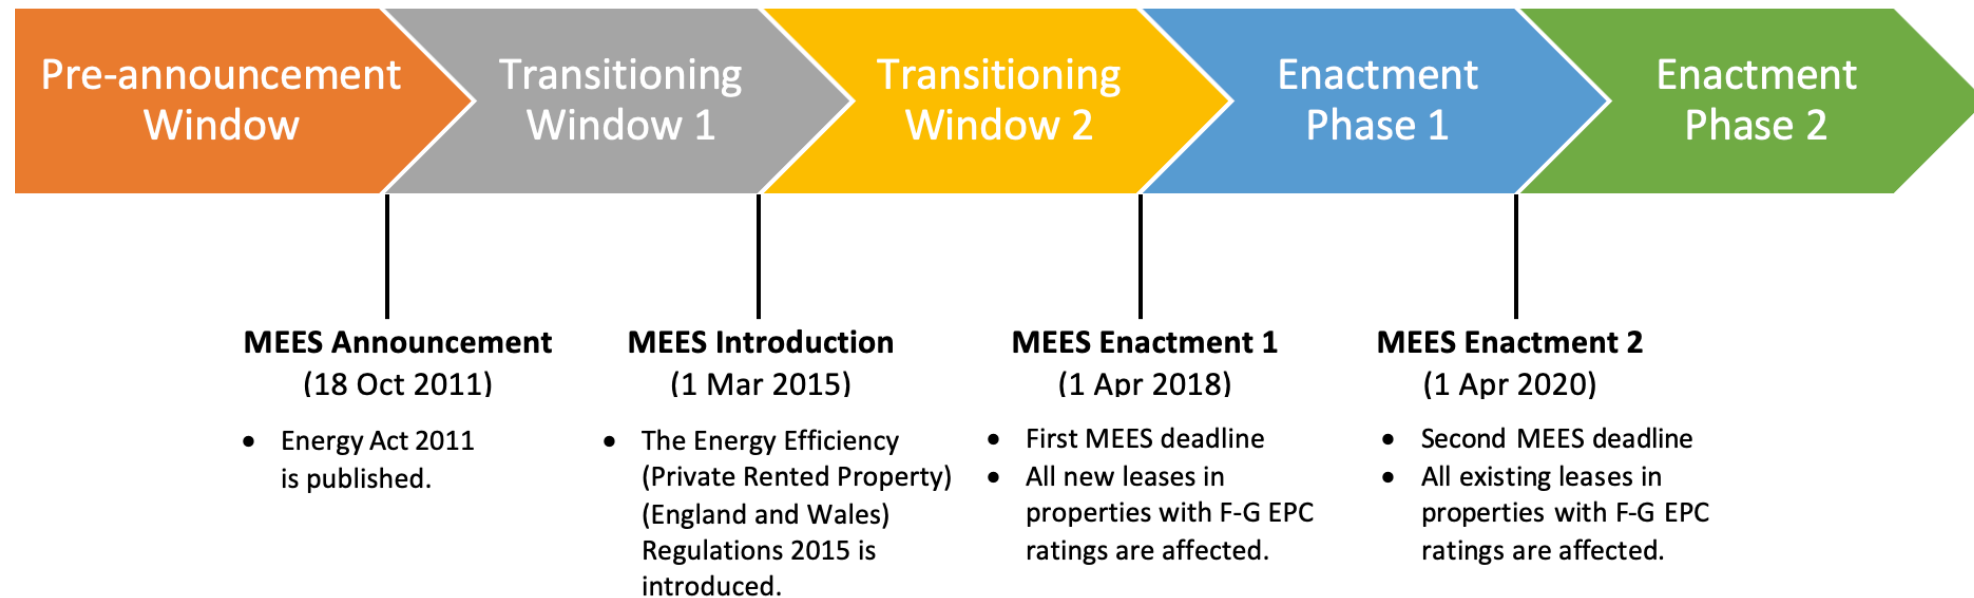 Pre-announcement
Window
Transitioning
Window 1
Transitioning
Window 2
Enactment
Phase 1
Enactment
Phase 2
MEES Announcement
(18 Oct 2011)
• Energy Act 2011
is published.
MEES Introduction
(1 Mar 2015)
• The Energy Efficiency
(Private Rented Property)
(England and Wales)
Regulations 2015 is
introduced.
MEES Enactment 1
(1 Apr 2018)
• First MEES deadline
• All new leases in
properties with F-G EPC
ratings are affected.
MEES Enactment 2
(1 Apr 2020)
• Second MEES deadline
• All existing leases in
properties with F-G EPC
ratings are affected.